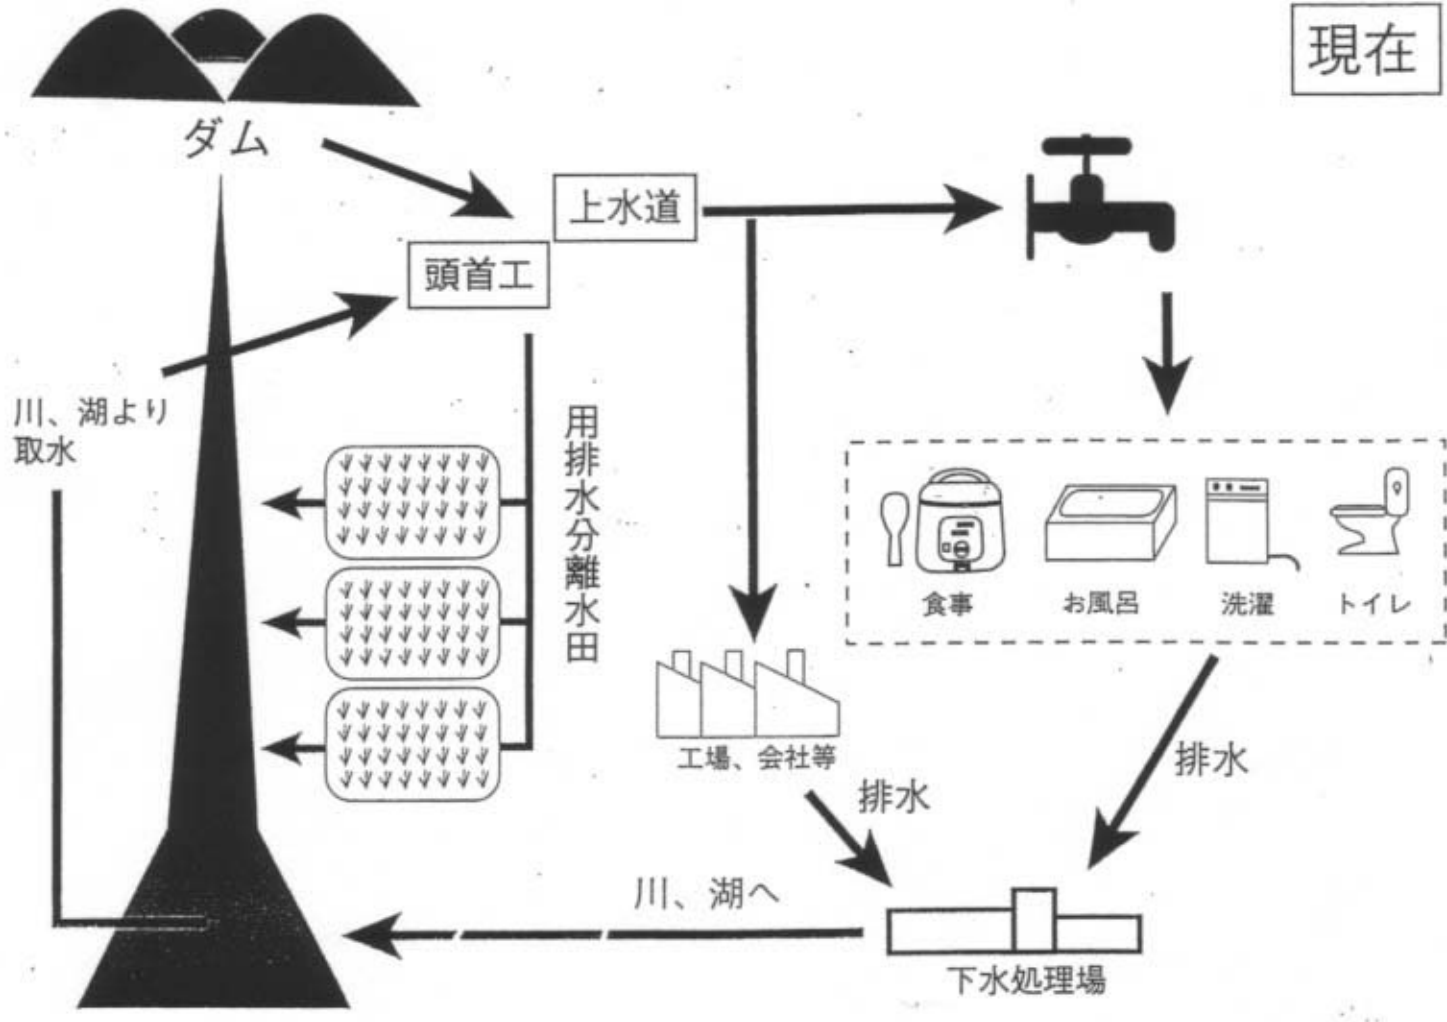 現在
ダム
上水道
頭首工
川、湖より
取水
用排水分離水田
食事
お風呂
洗濯
トイレ
工場、会社等
排水
排水
川、湖へ
下水処理場